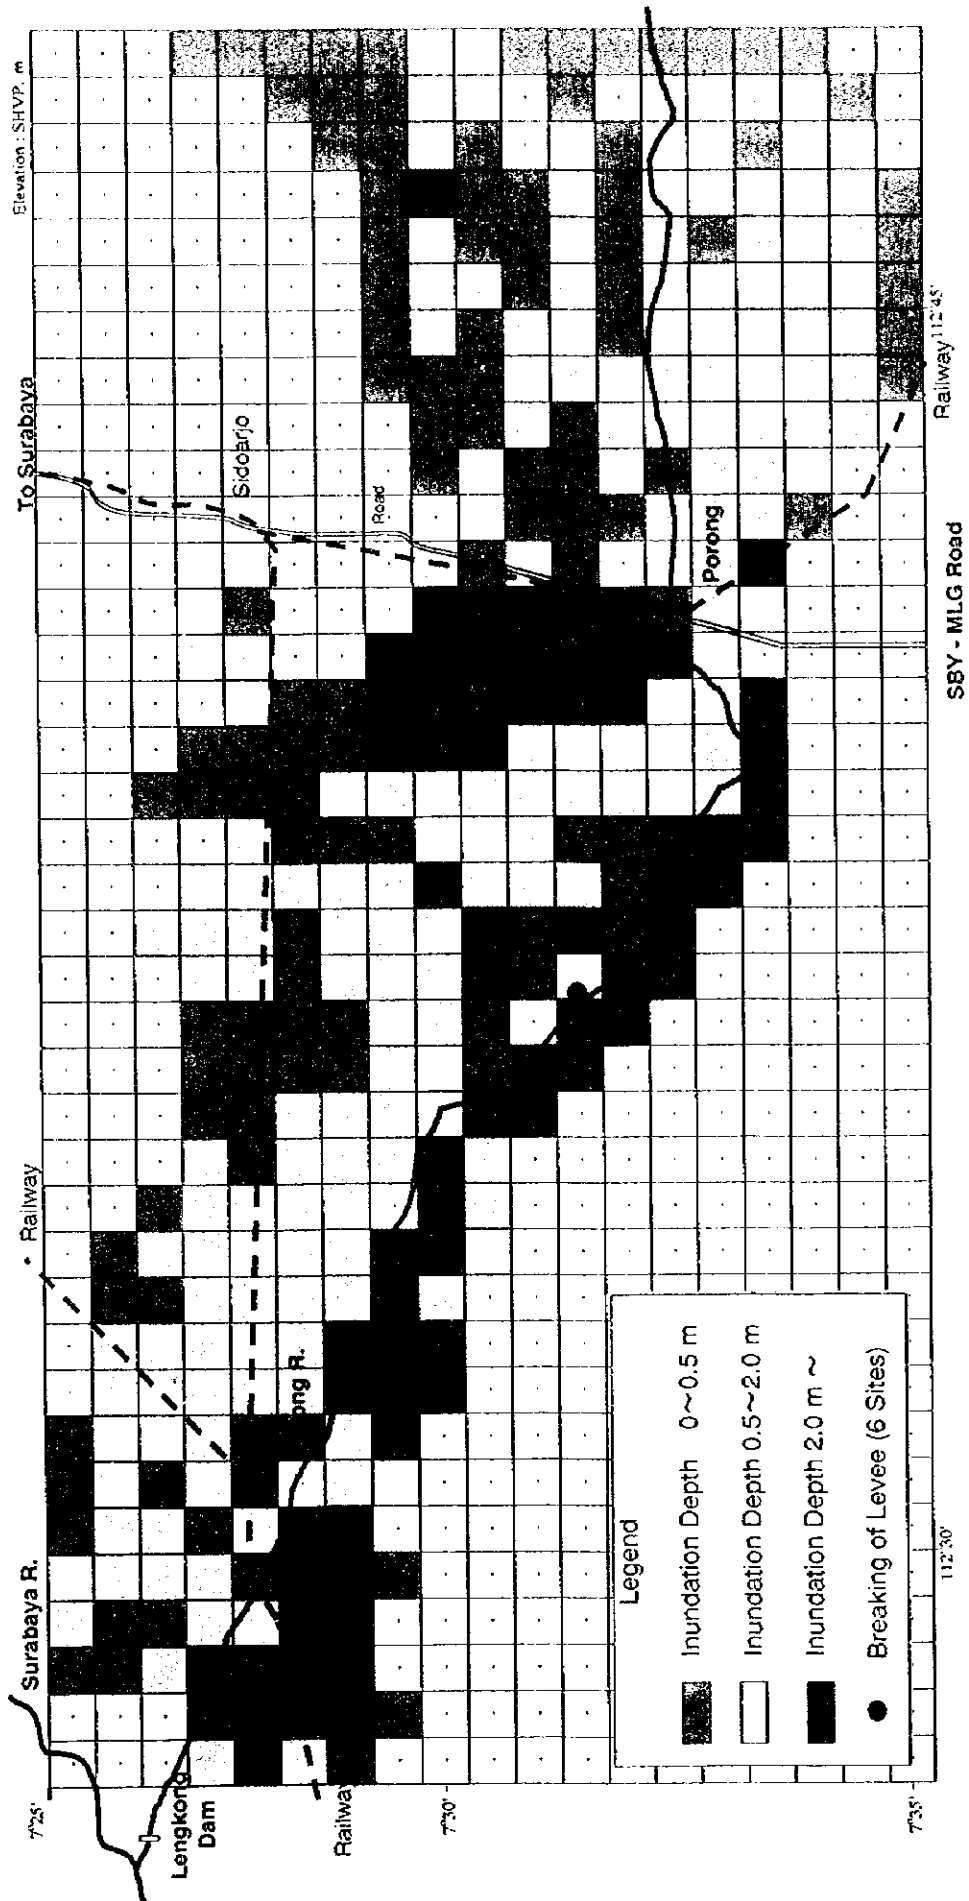 Elevation : SHVP. m
To Surabaya
Railway
Surabaya R.
Sidoarjo
Road
Porong
ong R.
Lengkong
Dam
Railway
Railway
SBY - MLG Road
7°25'
7°30'
7°35'
112°30'
112°45'
Legend
Inundation Depth 0~0.5 m
Inundation Depth 0.5~2.0 m
Inundation Depth 2.0 m ~
Breaking of Levee (6 Sites)